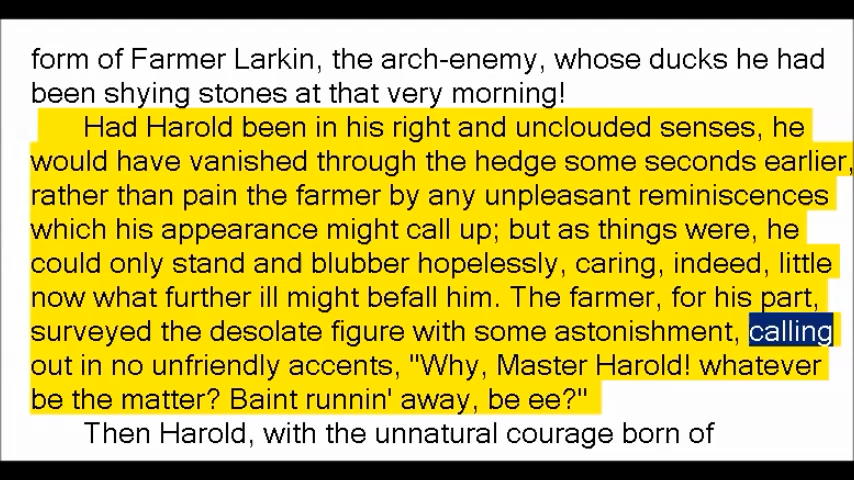 form of Farmer Larkin, the arch-enemy, whose ducks he had
been shying stones at that very morning!
Had Harold been in his right and unclouded senses, he
would have vanished through the hedge some seconds earlier,
rather than pain the farmer by any unpleasant reminiscences
which his appearance might call up; but as things were, he
could only stand and blubber hopelessly, caring, indeed, little
now what further ill might befall him. The farmer, for his part,
surveyed the desolate figure with some astonishment, calling
out in no unfriendly accents, "Why, Master Harold! whatever
be the matter? Baint runnin' away, be ee?"
Then Harold, with the unnatural courage born of